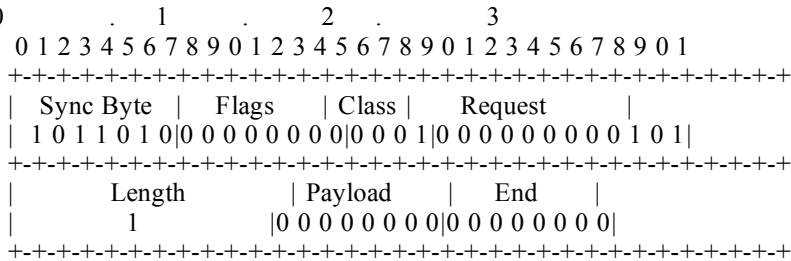 0 . 1 . 2 . 3
0 1 2 3 4 5 6 7 8 9 0 1 2 3 4 5 6 7 8 9 0 1 2 3 4 5 6 7 8 9 0 1
+-+-+-+-+-+-+-+-+-+-+-+-+-+-+-+-+-+-+-+-+-+-+-+-+-+-+-+-+-+-+-+-+-+-+-+-+
| Sync Byte | Flags | Class | Request |
| 1 0 1 1 0 1 0|0 0 0 0 0 0 0 0|0 0 0 1|0 0 0 0 0 0 0 0 0 1 0 1|
+-+-+-+-+-+-+-+-+-+-+-+-+-+-+-+-+-+-+-+-+-+-+-+-+-+-+-+-+-+-+-+-+-+-+-+-+
| Length | Payload | End |
| 1 |0 0 0 0 0 0 0 0|0 0 0 0 0 0 0 0|
+-+-+-+-+-+-+-+-+-+-+-+-+-+-+-+-+-+-+-+-+-+-+-+-+-+-+-+-+-+-+-+-+-+-+-+-+